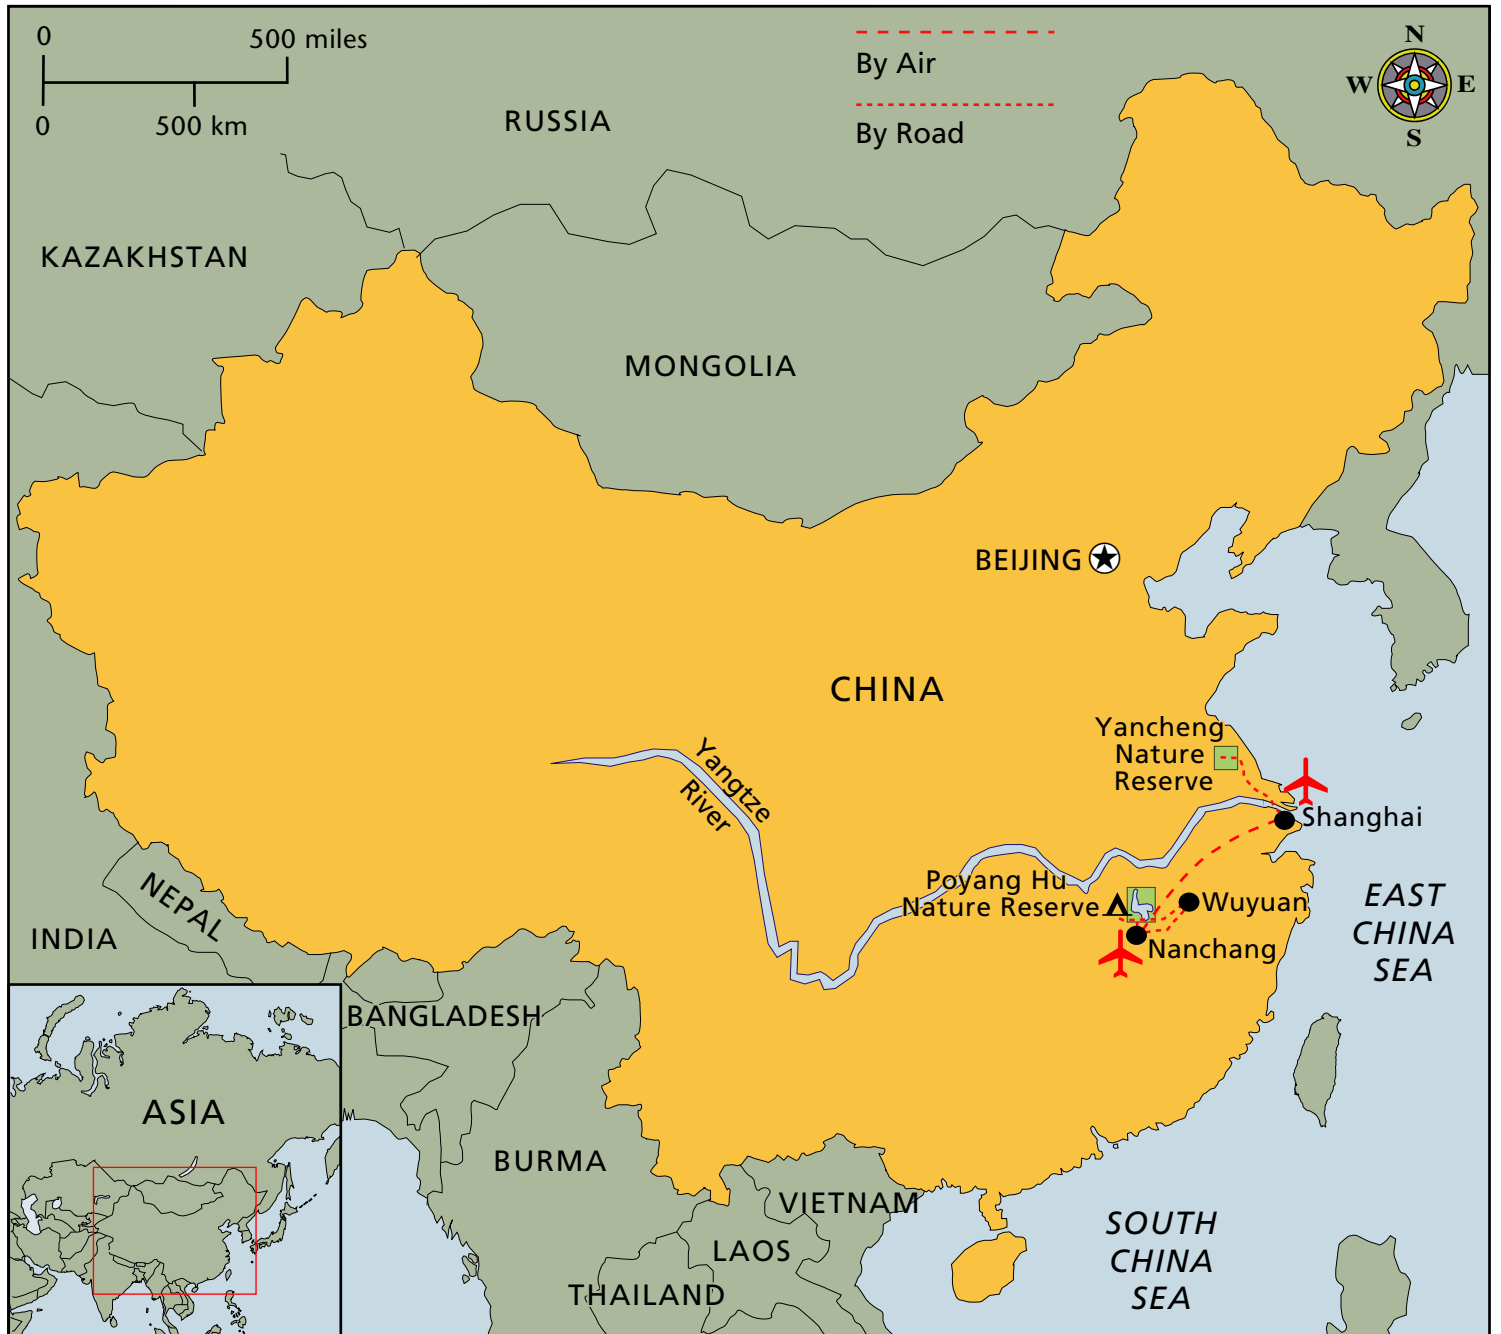 0
500 miles
0
500 km
By Air
By Road
N
W
E
S
RUSSIA
KAZAKHSTAN
MONGOLIA
BEIJING
CHINA
Yancheng
Nature
Reserve
Yangtze
River
Shanghai
Poyang Hu
Nature Reserve
Wuyuan
Nanchang
EAST
CHINA
SEA
NEPAL
INDIA
BANGLADESH
ASIA
BURMA
VIETNAM
LAOS
THAILAND
SOUTH
CHINA
SEA